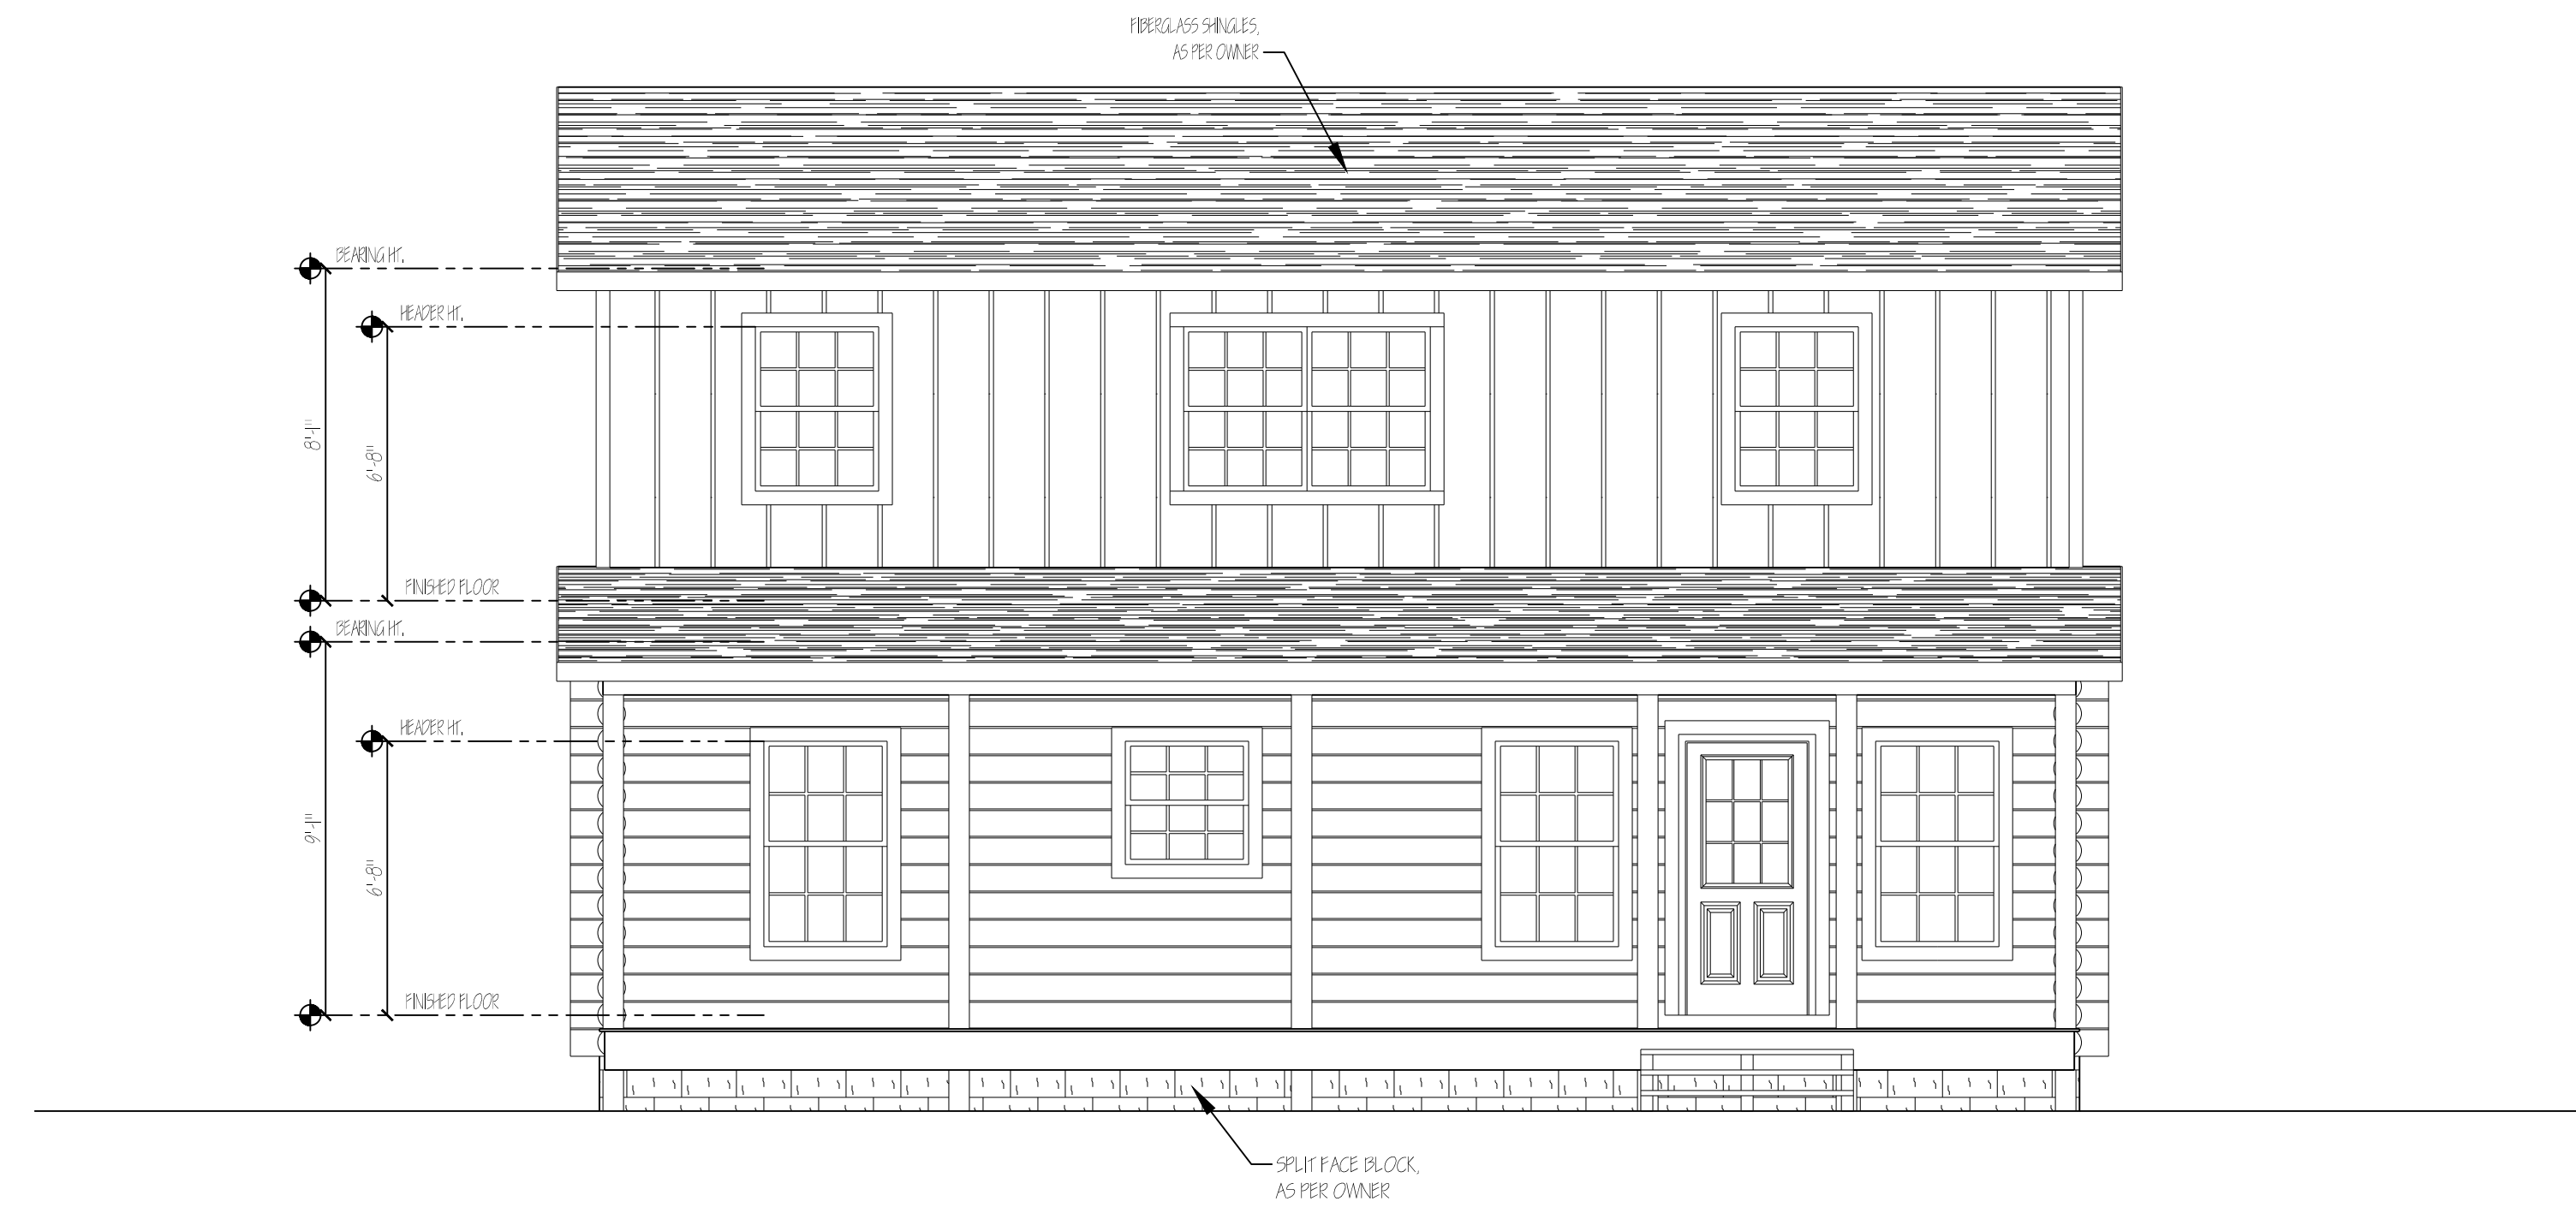 FIBERGLASS SHINGLES,
AS PER OWNER
BEARING HT.
HEADER HT.
8'-1"
6'-8"
FINISHED FLOOR
BEARING HT.
HEADER HT.
9'-1"
6'-8"
FINISHED FLOOR
SPLIT FACE BLOCK,
AS PER OWNER